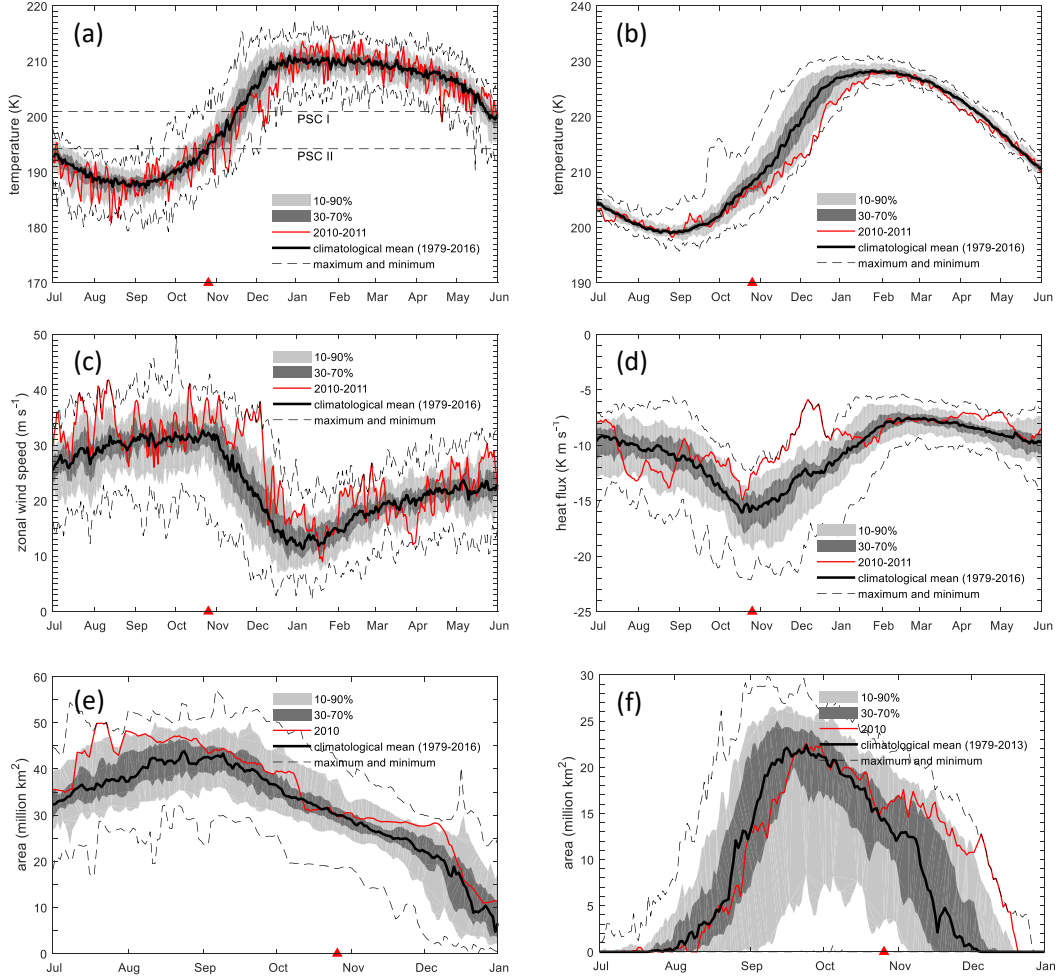 (a)
220
210
200
190
180
170
temperature (K)
PSC I
PSC II
10-90%
30-70%
2010-2011
climatological mean (1979-2016)
maximum and minimum
Jul Aug Sep Oct Nov Dec Jan Feb Mar Apr May Jun
(b)
240
230
220
210
200
190
temperature (K)
10-90%
30-70%
2010-2011
climatological mean (1979-2016)
maximum and minimum
Jul Aug Sep Oct Nov Dec Jan Feb Mar Apr May Jun
(c)
50
40
30
20
10
0
zonal wind speed (m s⁻¹)
10-90%
30-70%
2010-2011
climatological mean (1979-2016)
maximum and minimum
Jul Aug Sep Oct Nov Dec Jan Feb Mar Apr May Jun
(d)
0
-5
-10
-15
-20
-25
heat flux (K m s⁻¹)
10-90%
30-70%
2010-2011
climatological mean (1979-2016)
maximum and minimum
Jul Aug Sep Oct Nov Dec Jan Feb Mar Apr May Jun
(e)
60
50
40
30
20
10
0
area (million km²)
10-90%
30-70%
2010
climatological mean (1979-2016)
maximum and minimum
Jul Aug Sep Oct Nov Dec Jan
(f)
30
25
20
15
10
5
0
area (million km²)
10-90%
30-70%
2010
climatological mean (1979-2013)
maximum and minimum
Jul Aug Sep Oct Nov Dec Jan